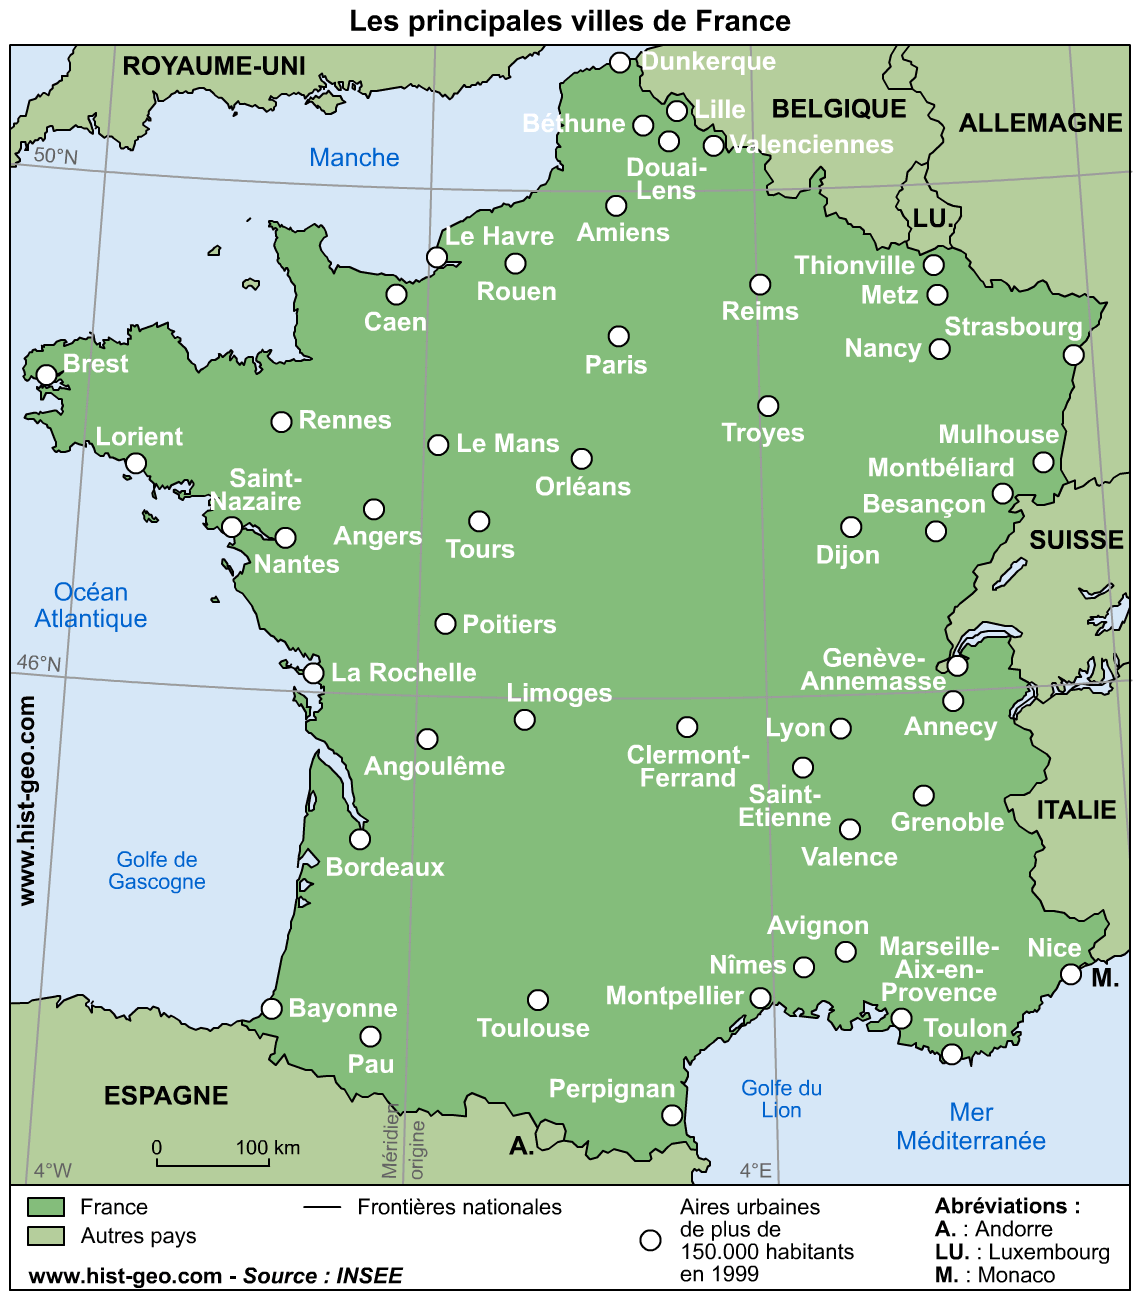 Les principales villes de France
ROYAUME-UNI
Dunkerque
Lille
BELGIQUE
ALLEMAGNE
Béthune
Valenciennes
50°N
Manche
Douai-
Lens
LU.
Amiens
Le Havre
Rouen
Caen
Thionville
Metz
Reims
Strasbourg
Paris
Nancy
Brest
Rennes
Lorient
Le Mans
Troyes
Mulhouse
Montbéliard
Saint-
Nazaire
Orléans
Besançon
Angers
Tours
Dijon
SUISSE
Nantes
Océan
Atlantique
Poitiers
46°N
La Rochelle
Genève-
Annemasse
Limoges
Annecy
Lyon
Angoulême
Clermont-
Ferrand
Saint-
Etienne
Grenoble
ITALIE
www.hist-geo.com
Golfe de
Gascogne
Bordeaux
Valence
Avignon
Nîmes
Marseille-
Aix-en-
Provence
Nice
M.
Montpellier
Bayonne
Toulouse
Toulon
Pau
Perpignan
ESPAGNE
Golfe du
Lion
Mer
Méditerranée
Méridien
origine
A.
0
100 km
4°W
4°E
France
Autres pays
Frontières nationales
Aires urbaines
de plus de
150.000 habitants
en 1999
Abréviations :
A. : Andorre
LU. : Luxembourg
M. : Monaco
www.hist-geo.com - Source : INSEE